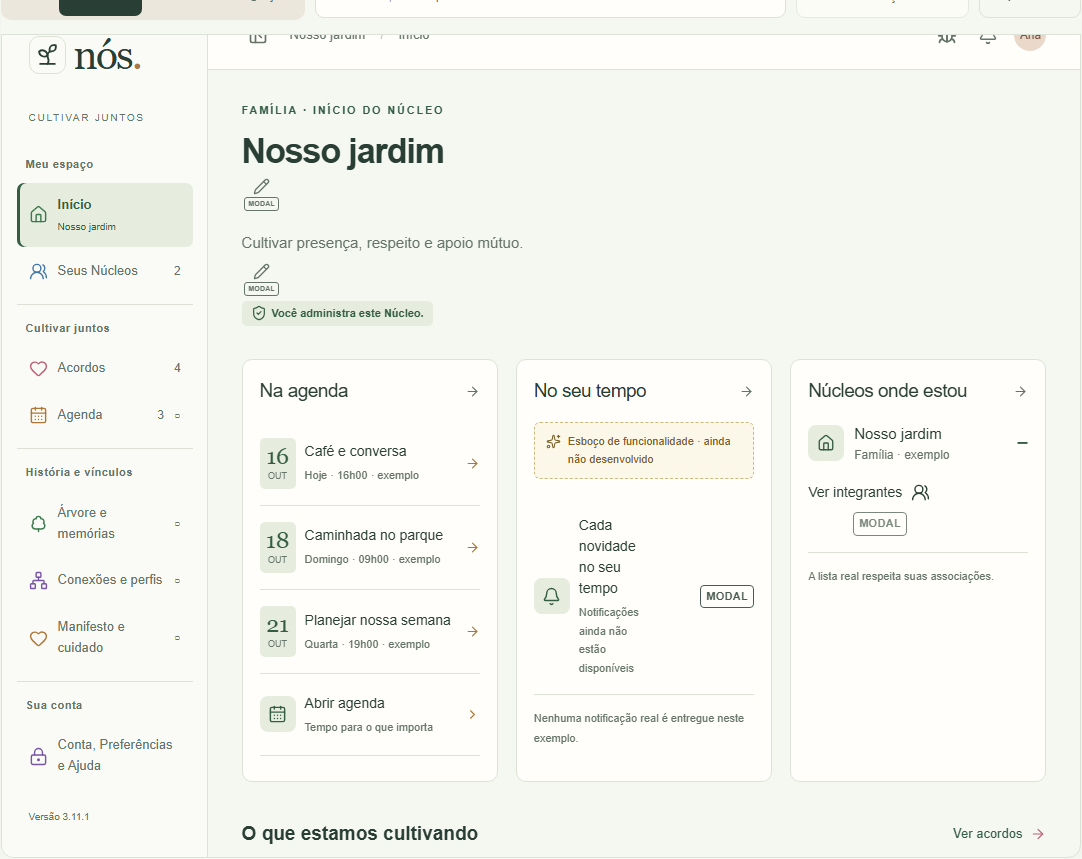 nós.
Nosso jardim / Início
Ana
CULTIVAR JUNTOS
Meu espaço
Início
Nosso jardim
Seus Núcleos 2
Cultivar juntos
Acordos 4
Agenda 3
História e vínculos
Árvore e
memórias
Conexões e perfis
Manifesto e
cuidado
Sua conta
Conta, Preferências
e Ajuda
Versão 3.11.1
FAMÍLIA · INÍCIO DO NÚCLEO
Nosso jardim
MODAL
Cultivar presença, respeito e apoio mútuo.
MODAL
Você administra este Núcleo.
Na agenda
16
OUT
Café e conversa
Hoje · 16h00 · exemplo
18
OUT
Caminhada no parque
Domingo · 09h00 · exemplo
21
OUT
Planejar nossa semana
Quarta · 19h00 · exemplo
Abrir agenda
Tempo para o que importa
No seu tempo
Esboço de funcionalidade · ainda
não desenvolvido
Cada
novidade
no seu
tempo
Notificações
ainda não
estão
disponíveis
MODAL
Nenhuma notificação real é entregue neste
exemplo.
Núcleos onde estou
Nosso jardim
Família · exemplo
Ver integrantes
MODAL
A lista real respeita suas associações.
O que estamos cultivando
Ver acordos